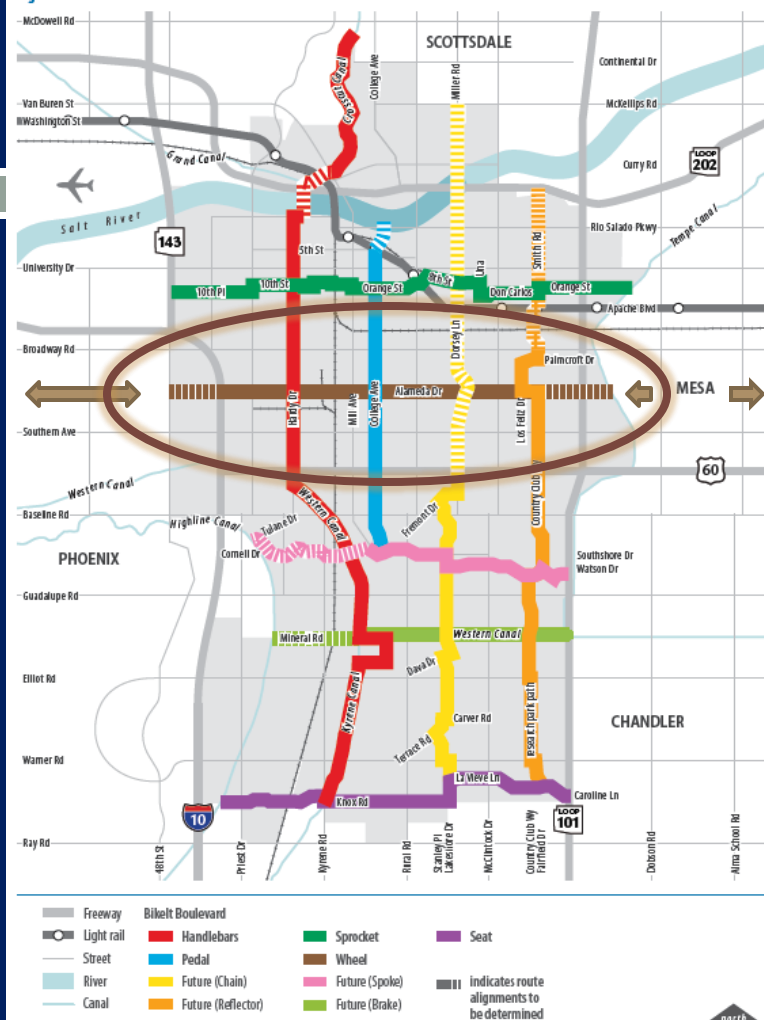 McDowell Rd
SCOTTSDALE
Crosscut Canal
College Ave
Miller Rd
Continental Dr
Van Buren St
McKellips Rd
Washington St
Grand Canal
Curry Rd
LOOP
202
Salt River
143
Rio Salado Pkwy
Tempe Canal
5th St
Smith Rd
University Dr
Una
8th St
10th Pl
10th St
Orange St
Don Carlos
Orange St
Apache Blvd
Broadway Rd
Dorsey Ln
Palmcroft Dr
Alameda Dr
MESA
Hardy Dr
Mill Ave
College Ave
Los Feliz Dr
Southern Ave
60
Western Canal
Western Canal
Country Club Wy
Baseline Rd
Highline Canal
Tulane Dr
Fremont Dr
PHOENIX
Cornell Dr
Southshore Dr
Watson Dr
Guadalupe Rd
Mineral Rd
Western Canal
Dava Dr
Elliot Rd
Kyrene Canal
Research park path
Carver Rd
CHANDLER
Terrace Rd
Warner Rd
La Vieve Ln
Caroline Ln
Knox Rd
10
LOOP
101
Ray Rd
48th St
Priest Dr
Kyrene Rd
Rural Rd
Stanley Pl
Lakeshore Dr
McClintock Dr
Country Club Wy
Fairfield Dr
Dobson Rd
Alma School Rd
Freeway
BikeIt Boulevard
Light rail
Handlebars
Sprocket
Seat
Street
Pedal
Wheel
River
Future (Chain)
Future (Spoke)
indicates route
alignments to
be determined
Canal
Future (Reflector)
Future (Brake)
north